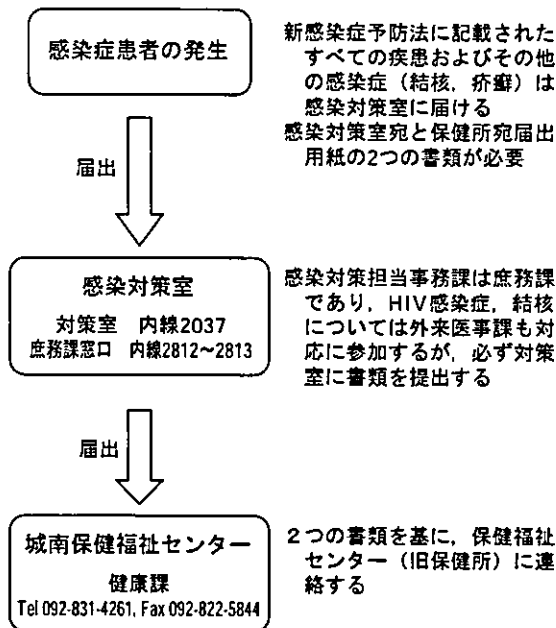 感染症患者の発生
新感染症予防法に記載された
すべての疾患およびその他
の感染症（結核，疥癬）は
感染対策室に届ける
感染対策室宛と保健所宛届出
用紙の2つの書類が必要
届出
感染対策室
対策室　内線2037
庶務課窓口　内線2812～2813
感染対策担当事務課は庶務課
であり，HIV感染症，結核
については外来医事課も対
応に参加するが，必ず対策
室に書類を提出する
届出
城南保健福祉センター
健康課
Tel 092-831-4261, Fax 092-822-5844
2つの書類を基に，保健福祉
センター（旧保健所）に連
絡する